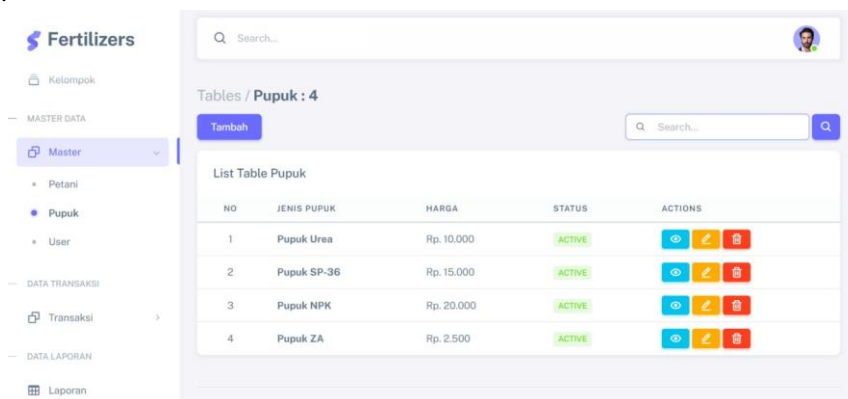 Fertilizers
Search...
Kelompok
Tables / Pupuk : 4
MASTER DATA
Tambah
Search...
Master
List Table Pupuk
Petani
Pupuk
User
NO JENIS PUPUK HARGA STATUS ACTIONS
1 Pupuk Urea Rp. 10.000 ACTIVE
2 Pupuk SP-36 Rp. 15.000 ACTIVE
3 Pupuk NPK Rp. 20.000 ACTIVE
4 Pupuk ZA Rp. 2.500 ACTIVE
DATA TRANSAKSI
Transaksi
DATA LAPORAN
Laporan